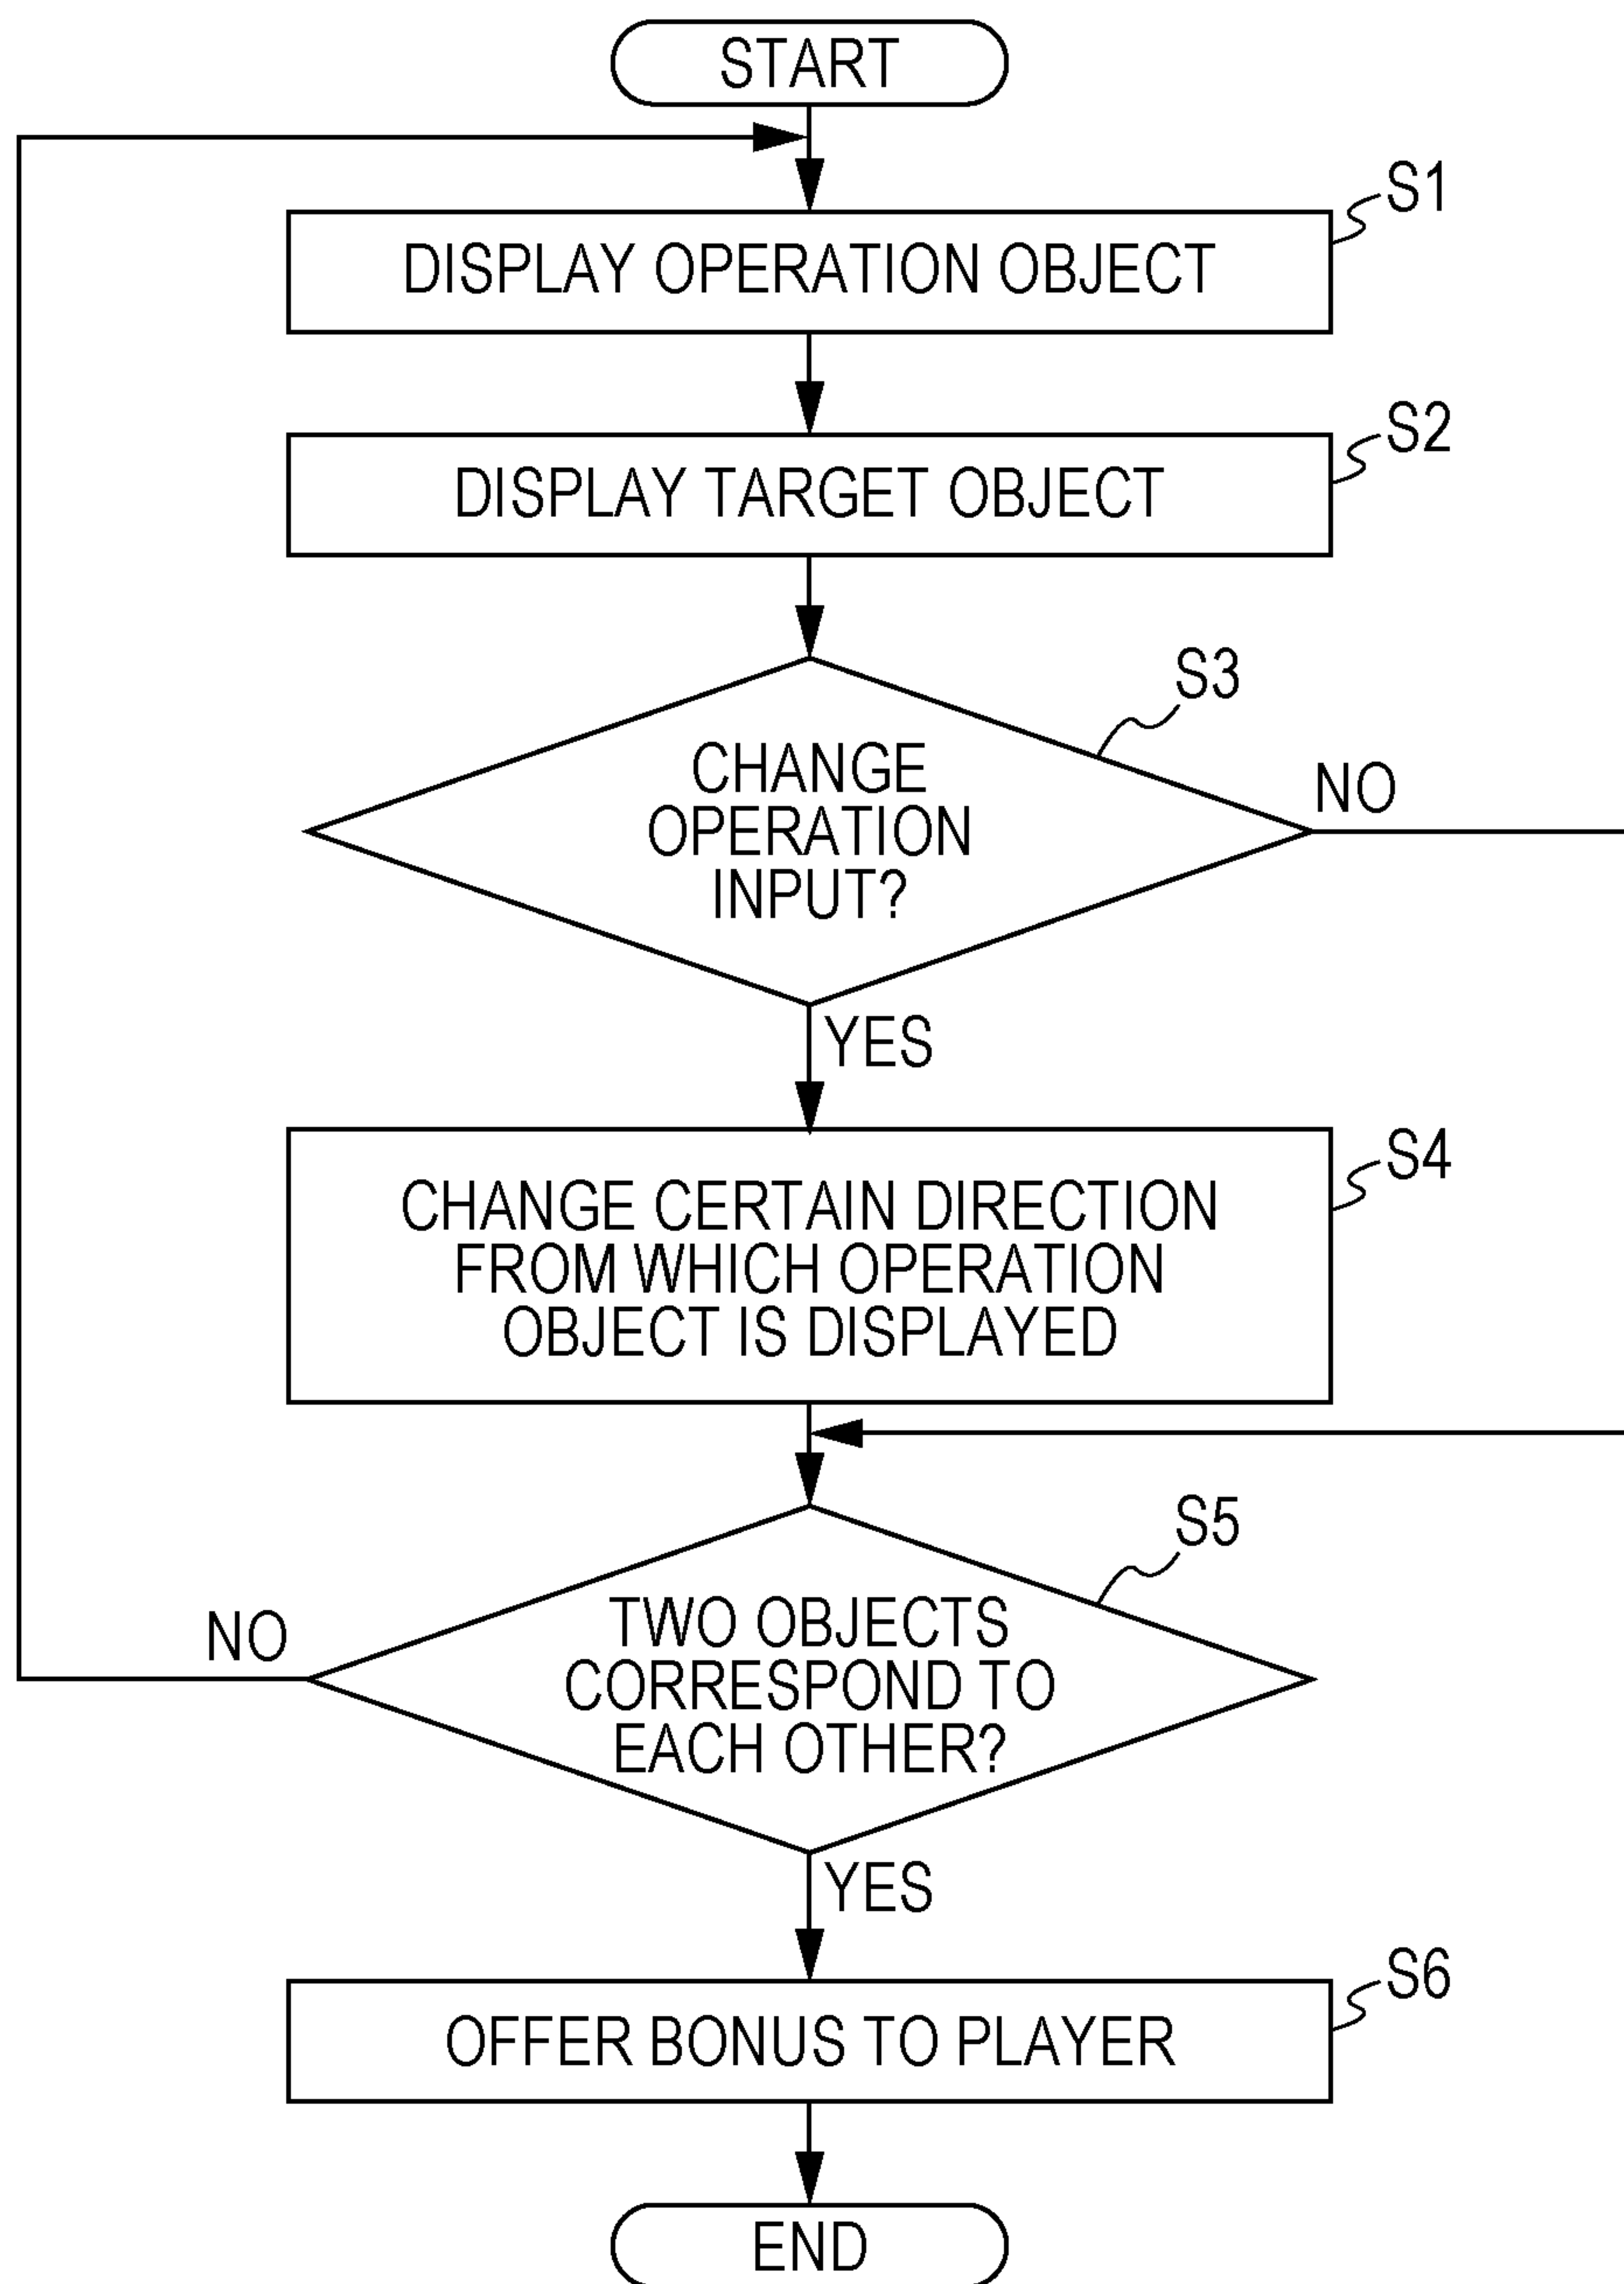 START
S1
DISPLAY OPERATION OBJECT
S2
DISPLAY TARGET OBJECT
S3
CHANGE
OPERATION
INPUT?
NO
YES
S4
CHANGE CERTAIN DIRECTION
FROM WHICH OPERATION
OBJECT IS DISPLAYED
S5
NO
TWO OBJECTS
CORRESPOND TO
EACH OTHER?
YES
S6
OFFER BONUS TO PLAYER
END